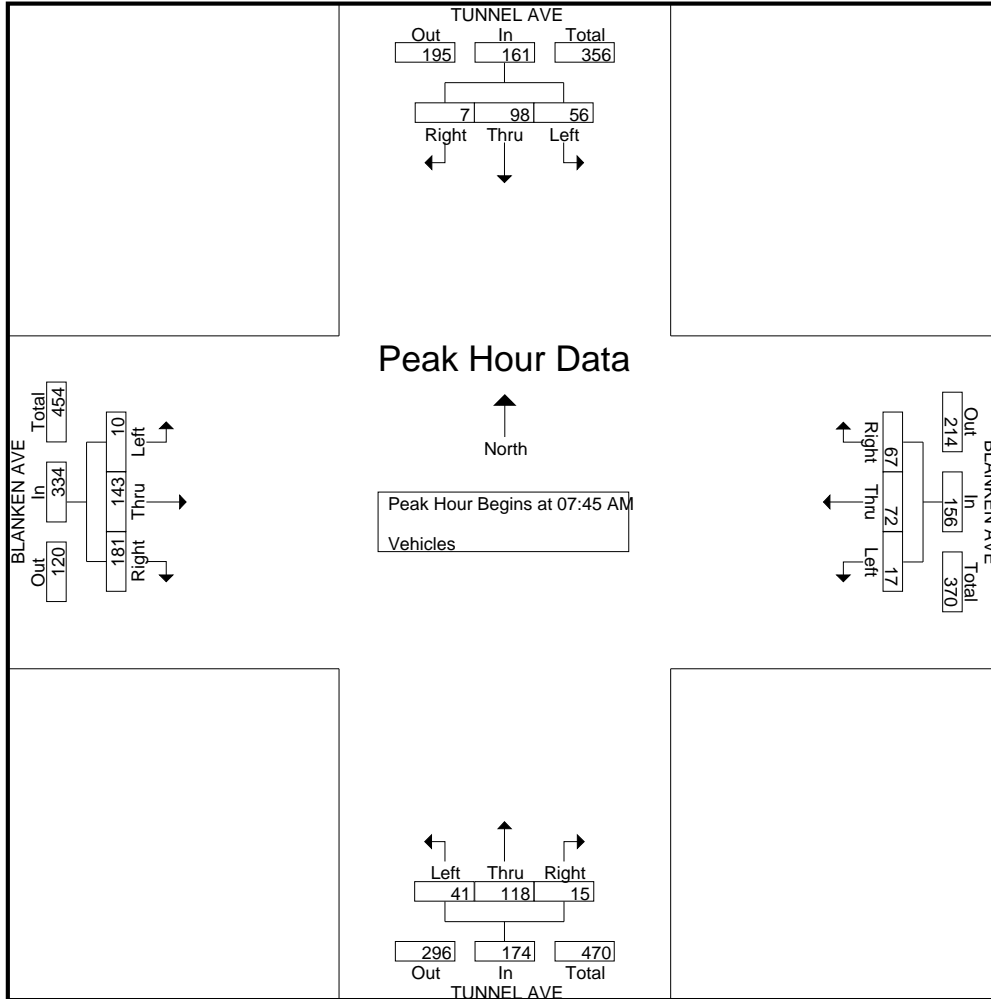 TUNNEL AVE
Out In Total
195 161 356
7 98 56
Right Thru Left
Peak Hour Data
North
Peak Hour Begins at 07:45 AM
Vehicles
BLANKEN AVE
Total In Out
454 334 120
10 143 181
Left Thru Right
BLANKEN AVE
Out In Total
214 156 370
67 72 17
Right Thru Left
Left Thru Right
41 118 15
296 174 470
Out In Total
TUNNEL AVE